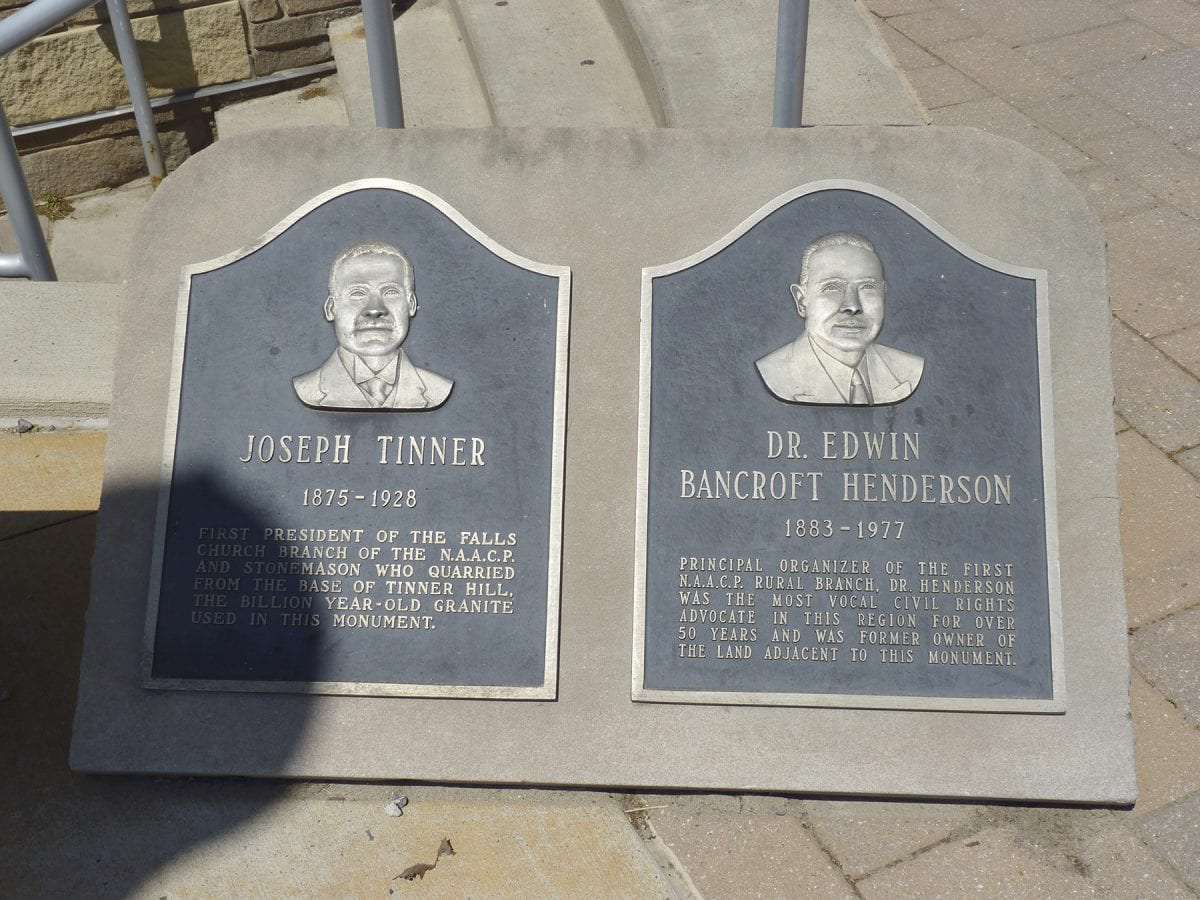 JOSEPH TINNER
1875-1928
FIRST PRESIDENT OF THE FALLS
CHURCH BRANCH OF THE N.A.A.C.P.
AND STONEMASON WHO QUARRIED
FROM THE BASE OF TINNER HILL,
THE BILLION YEAR-OLD GRANITE
USED IN THIS MONUMENT.
DR. EDWIN
BANCROFT HENDERSON
1883-1977
PRINCIPAL ORGANIZER OF THE FIRST
N.A.A.C.P. RURAL BRANCH, DR. HENDERSON
WAS THE MOST VOCAL CIVIL RIGHTS
ADVOCATE IN THIS REGION FOR OVER
50 YEARS AND WAS FORMER OWNER OF
THE LAND ADJACENT TO THIS MONUMENT.